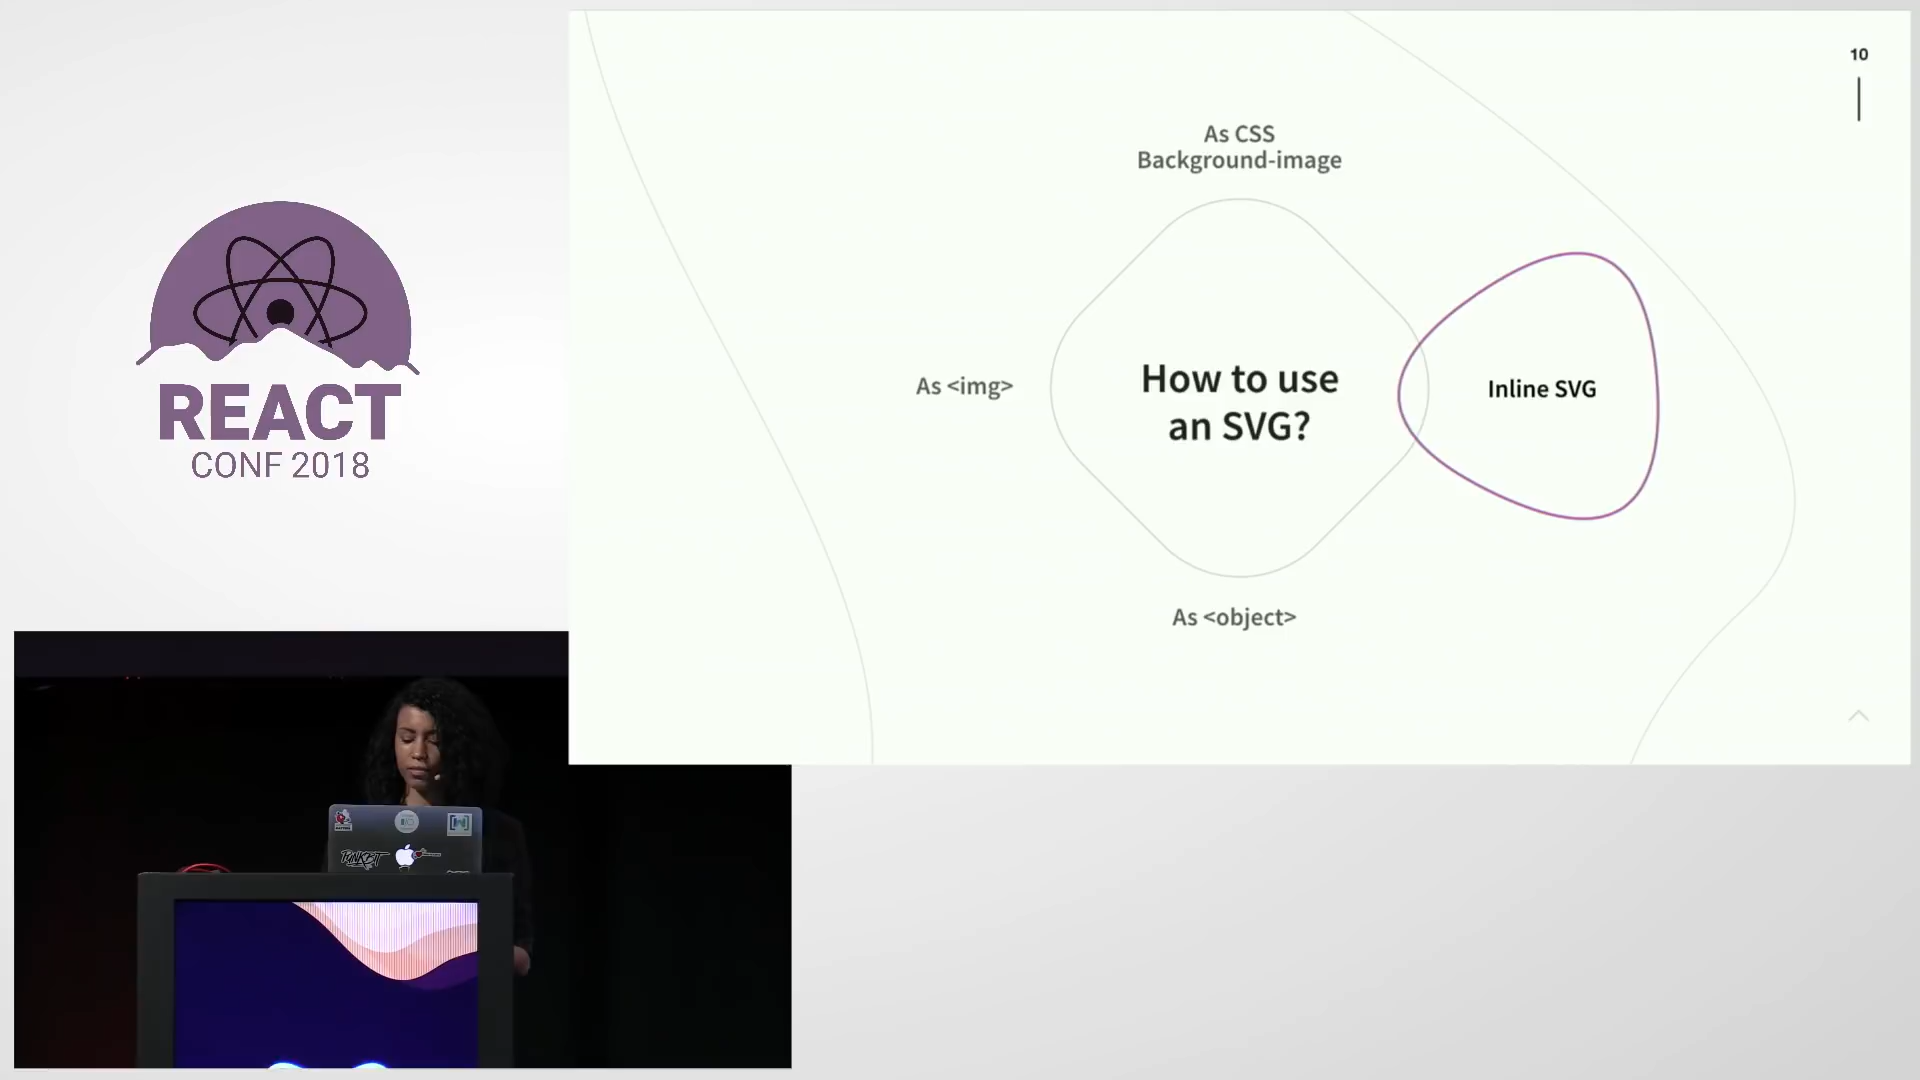 REACT
CONF 2018
10
As CSS
Background-image
As <img>
How to use
an SVG?
Inline SVG
As <object>